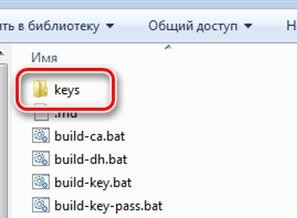 ить в библиотеку
Общий доступ
Имя
keys
.rnd
build-ca.bat
build-dh.bat
build-key.bat
build-key-pass.bat